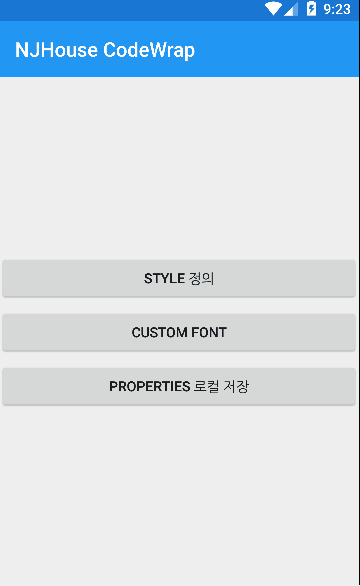 9:23
NJHouse CodeWrap
STYLE 정의
CUSTOM FONT
PROPERTIES 로컬 저장